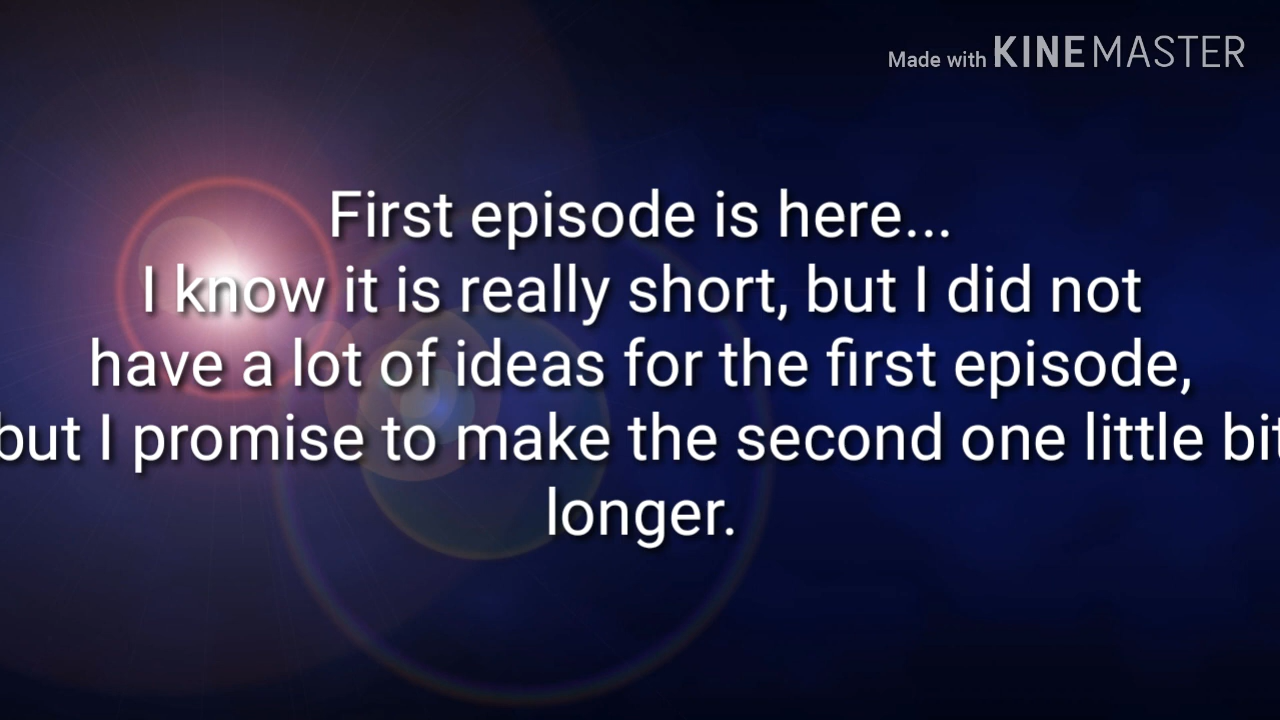 Made with KINEMASTER
First episode is here...
I know it is really short, but I did not
have a lot of ideas for the first episode,
but I promise to make the second one little bit
longer.